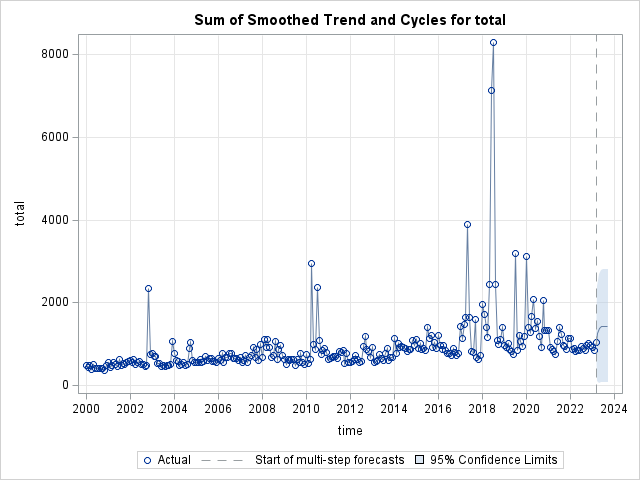 Sum of Smoothed Trend and Cycles for total
8000
6000
4000
2000
0
total
2000 2002 2004 2006 2008 2010 2012 2014 2016 2018 2020 2022 2024
time
Actual Start of multi-step forecasts 95% Confidence Limits